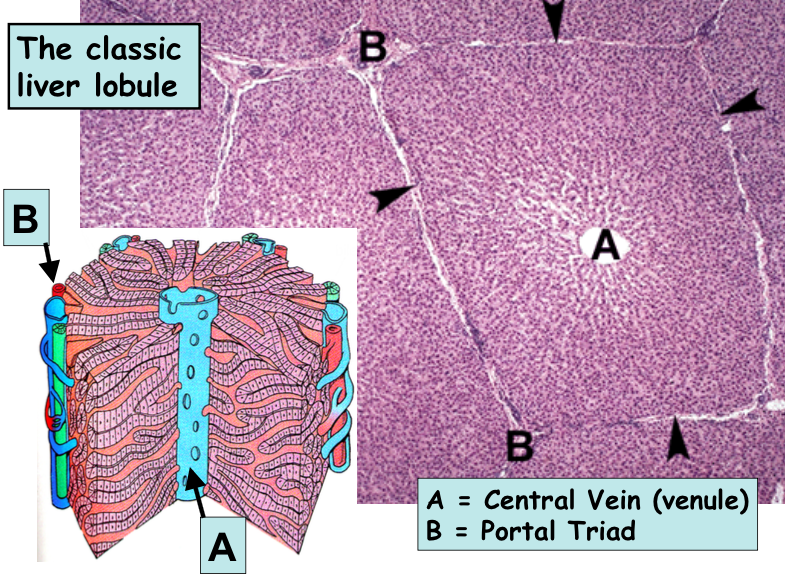 The classic
liver lobule
B
A
B
B
A
A = Central Vein (venule)
B = Portal Triad